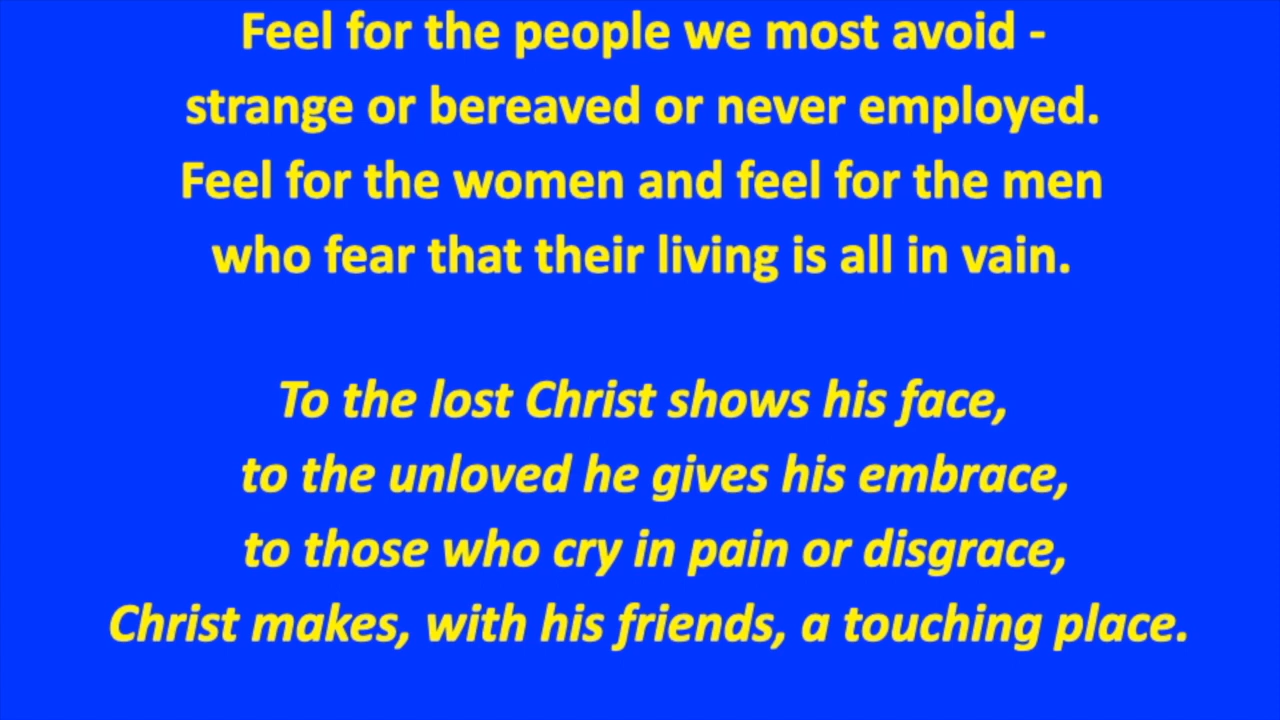 Feel for the people we most avoid -
strange or bereaved or never employed.
Feel for the women and feel for the men
who fear that their living is all in vain.
To the lost Christ shows his face,
to the unloved he gives his embrace,
to those who cry in pain or disgrace,
Christ makes, with his friends, a touching place.